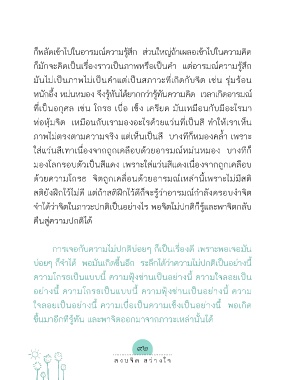 ก็พลัดเข้าไปในอารมณ์ความรู้สึก ส่วนใหญ่ถ้าเผลอเข้าไปในความคิด
ก็มักจะคิดเป็นเรื่องราวเป็นภาพหรือเป็นคำ แต่อารมณ์ความรู้สึก
มันไม่เป็นภาพไม่เป็นคำแต่เป็นสภาวะที่เกิดกับจิต เช่น รุ่มร้อน
หนักอึ้ง หม่นหมอง จึงรู้ทันได้ยากกว่ารู้ทันความคิด เวลาเกิดอารมณ์
ที่เป็นอกุศล เช่น โกรธ เบื่อ เซ็ง เครียด มันเหมือนกับมีอะไรมา
ห่อหุ้มจิต เหมือนกับเรามองอะไรด้วยแว่นที่เป็นสี ทำให้เราเห็น
ภาพไม่ตรงตามความจริง แต่เห็นเป็นสี บางทีก็หมองคล้ำ เพราะ
ใส่แว่นสีเทาเนื่องจากถูกเคลือบด้วยอารมณ์หม่นหมอง บางทีก็
มองโลกรอบตัวเป็นสีแดง เพราะใส่แว่นสีแดงเนื่องจากถูกเคลือบ
ด้วยความโกรธ จิตถูกเคลื่อนด้วยอารมณ์เหล่านี้เพราะไม่มีสติ
สติยังฝึกไว้ไม่ดี แต่ถ้าสติฝึกไว้ดีก็จะรู้ว่าอารมณ์กำลังครอบงำจิต
จำได้ว่าจิตในภาวะปกติเป็นอย่างไร พอจิตไม่ปกติก็รู้และพาจิตกลับ
คืนสู่ความปกติได้
การเจอกับความไม่ปกติบ่อยๆ ก็เป็นเรื่องดี เพราะพอเจอมัน
บ่อยๆ ก็จำได้ พอมันเกิดขึ้นอีก ระลึกได้ว่าความไม่ปกติเป็นอย่างนี้
ความโกรธเป็นแบบนี้ ความฟุ้งซ่านเป็นอย่างนี้ ความใจลอยเป็น
อย่างนี้ ความโกรธเป็นแบบนี้ ความฟุ้งซ่านเป็นอย่างนี้ ความ
ใจลอยเป็นอย่างนี้ ความเบื่อเป็นความเซ็งเป็นอย่างนี้ พอเกิด
ขึ้นมาอีกทีรู้ทัน และพาจิตออกมาจากภาวะเหล่านั้นได้
สงบจิต สว่างใจ